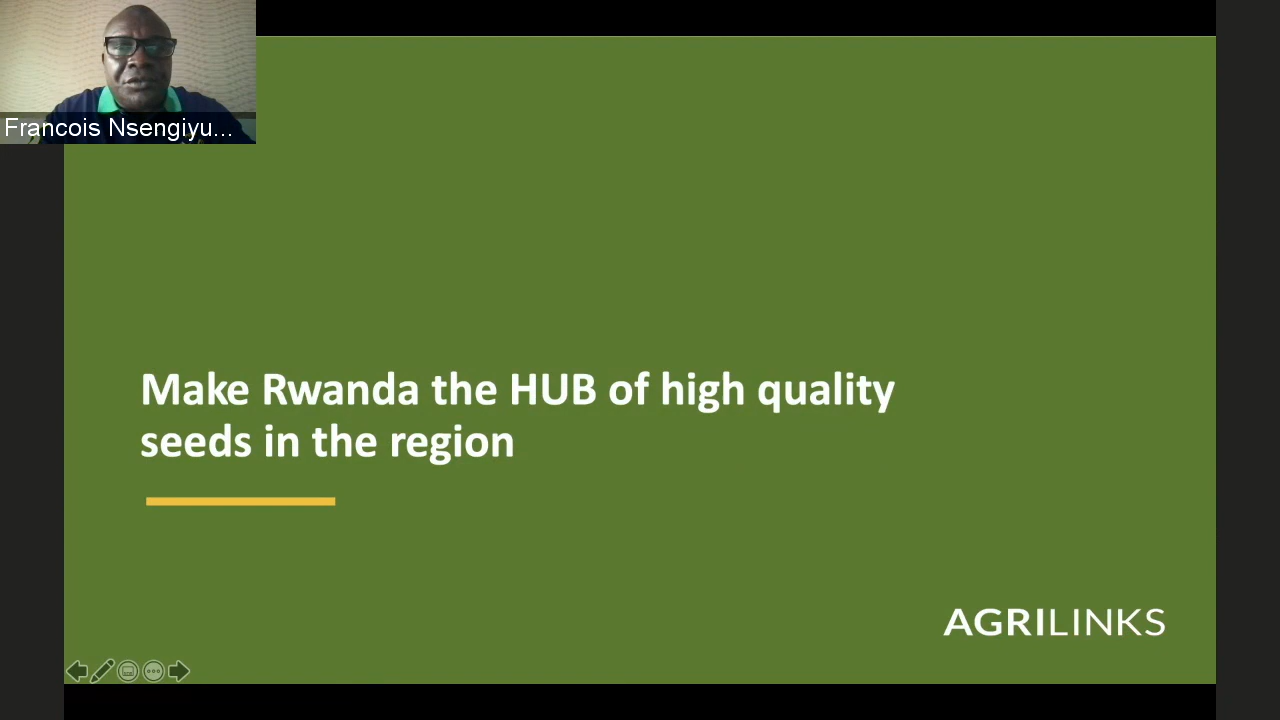 Francois Nsengiyu...
Make Rwanda the HUB of high quality
seeds in the region
AGRILINKS